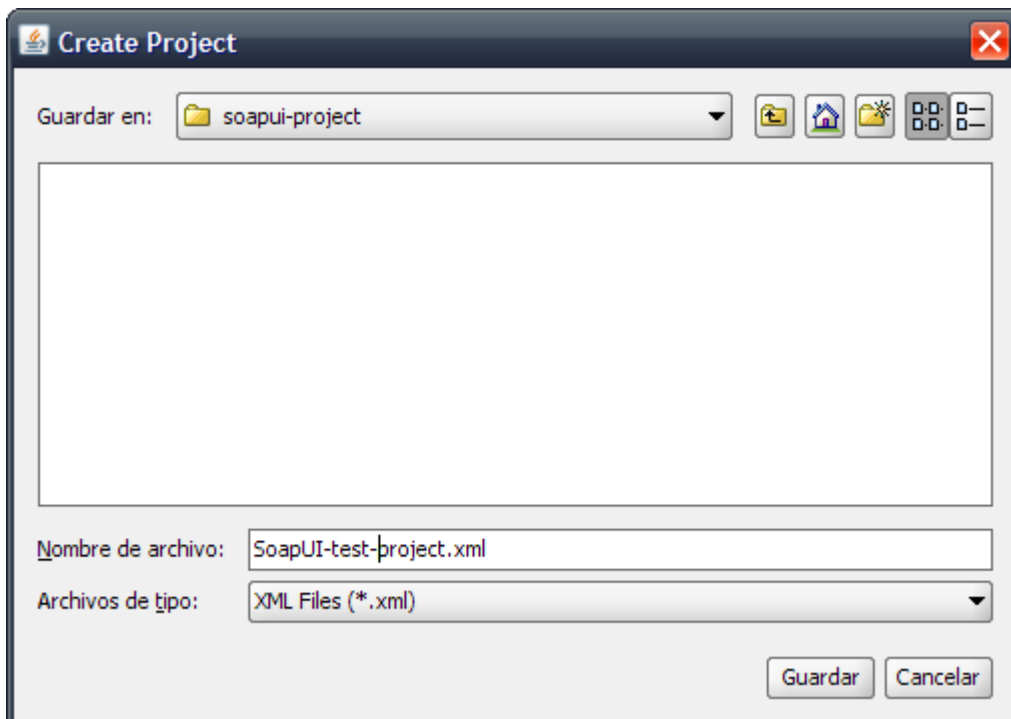 Create Project
Guardar en: soapui-project
Nombre de archivo: SoapUI-test-project.xml
Archivos de tipo: XML Files (*.xml)
Guardar Cancelar